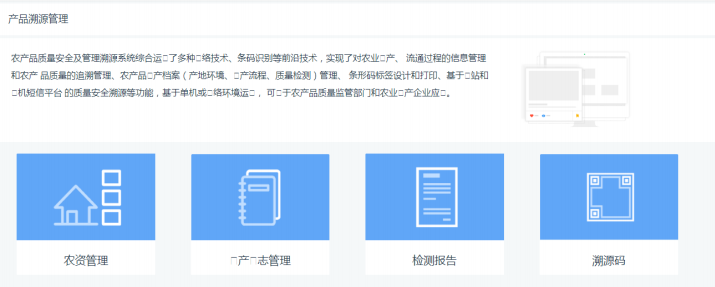 产品溯源管理
农产品质量安全及管理溯源系统综合运□了多种□络技术、条码识别等前沿技术，实现了对农业□产、 流通过程的信息管理
和农产 品质量的追溯管理、农产品□产档案（产地环境、□产流程、质量检测）管理、 条形码标签设计和打印、基于□站和
□机短信平台 的质量安全溯源等功能，基于单机或□络环境运□， 可□于农产品质量监管部门和农业□产企业应□。
农资管理
□产□志管理
检测报告
溯源码